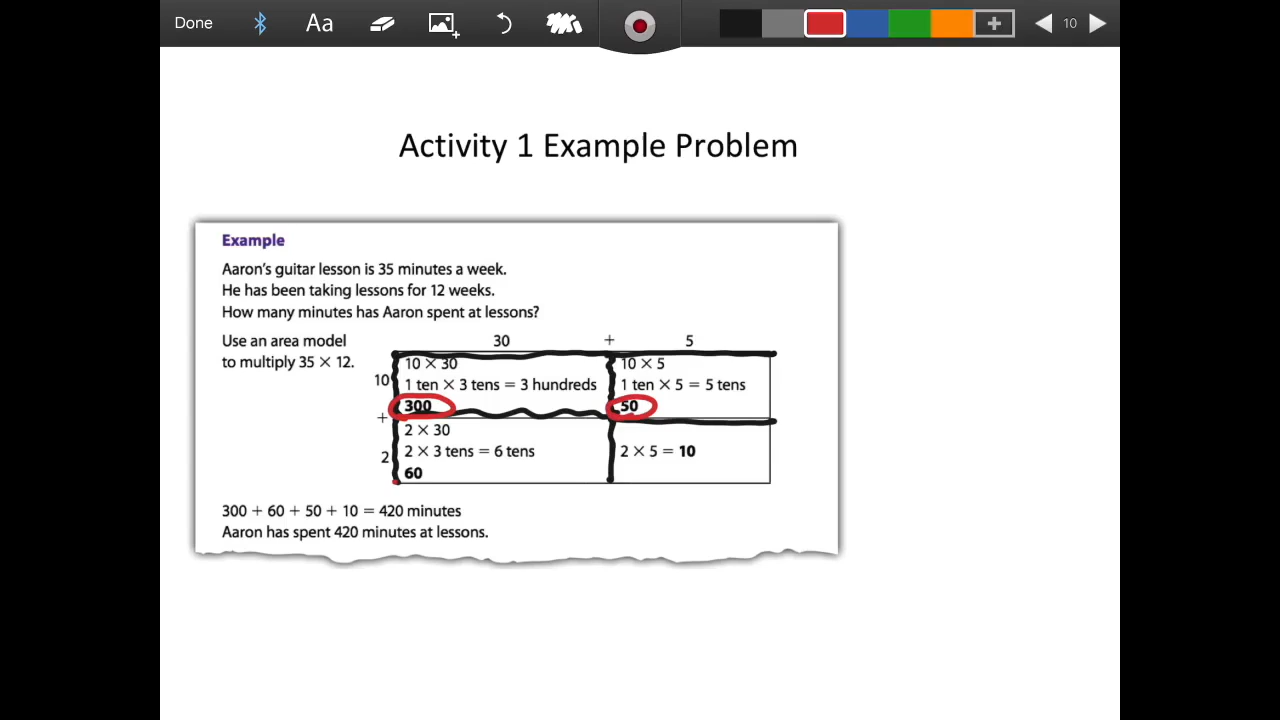 Done
Aa
10
Activity 1 Example Problem
Example
Aaron's guitar lesson is 35 minutes a week.
He has been taking lessons for 12 weeks.
How many minutes has Aaron spent at lessons?
Use an area model
to multiply 35 × 12.
30 + 5
10
10 × 30
1 ten × 3 tens = 3 hundreds
300
10 × 5
1 ten × 5 = 5 tens
50
+
2
2 × 30
2 × 3 tens = 6 tens
60
2 × 5 = 10
300 + 60 + 50 + 10 = 420 minutes
Aaron has spent 420 minutes at lessons.